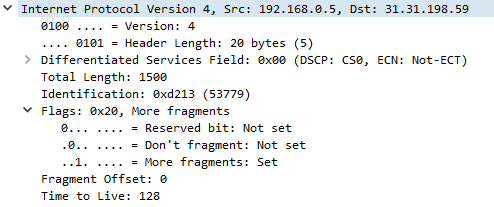 Internet Protocol Version 4, Src: 192.168.0.5, Dst: 31.31.198.59
0100 .... = Version: 4
.... 0101 = Header Length: 20 bytes (5)
Differentiated Services Field: 0x00 (DSCP: CS0, ECN: Not-ECT)
Total Length: 1500
Identification: 0xd213 (53779)
Flags: 0x20, More fragments
0... .... = Reserved bit: Not set
.0.. .... = Don't fragment: Not set
..1. .... = More fragments: Set
Fragment Offset: 0
Time to Live: 128